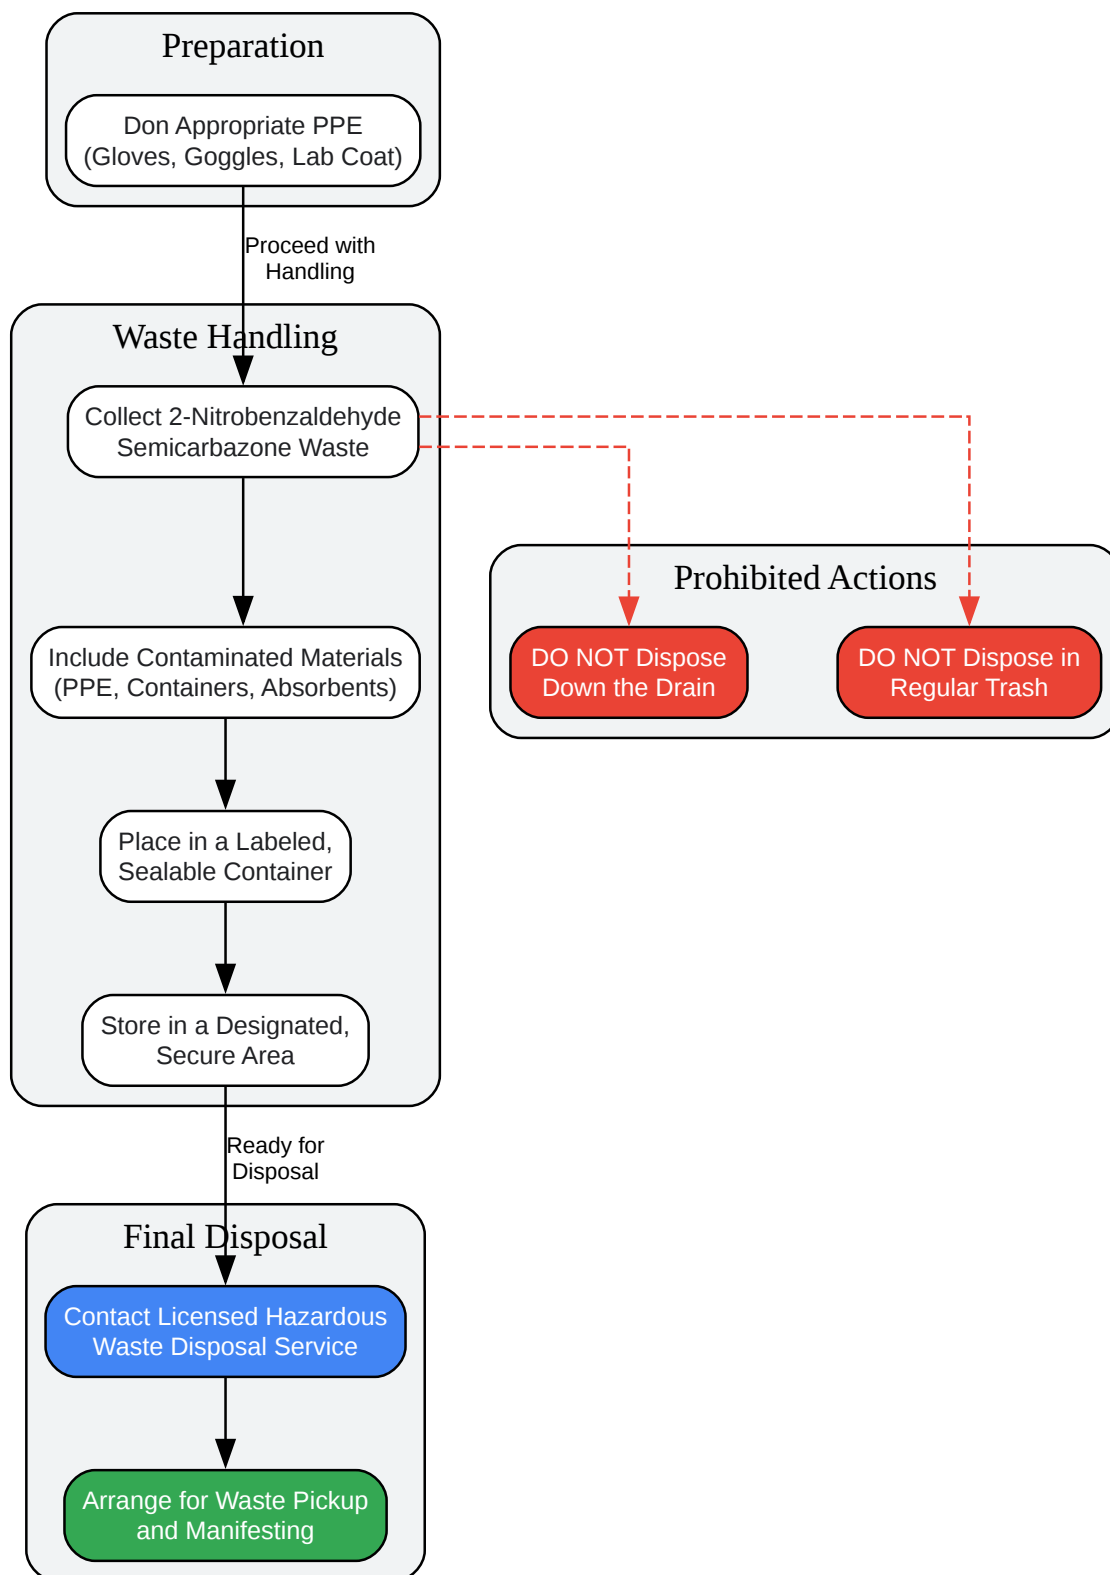 Preparation
Don Appropriate PPE
(Gloves, Goggles, Lab Coat)
Proceed with
Handling
Waste Handling
Collect 2-Nitrobenzaldehyde
Semicarbazone Waste
Prohibited Actions
Include Contaminated Materials
(PPE, Containers, Absorbents)
DO NOT Dispose
Down the Drain
DO NOT Dispose in
Regular Trash
Place in a Labeled,
Sealable Container
Store in a Designated,
Secure Area
Ready for
Disposal
Final Disposal
Contact Licensed Hazardous
Waste Disposal Service
Arrange for Waste Pickup
and Manifesting